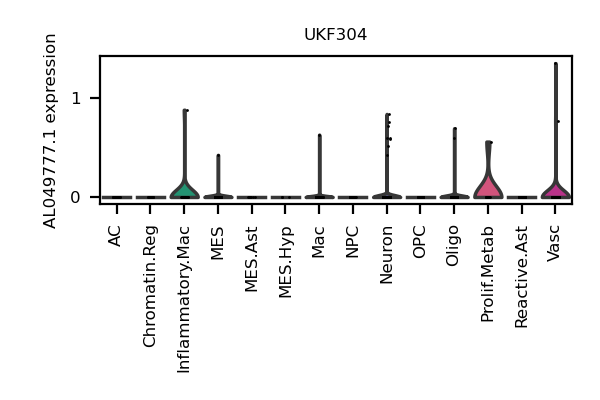 UKF304
AL049777.1 expression
1
0
AC
Chromatin.Reg
Inflammatory.Mac
MES
MES.Ast
MES.Hyp
Mac
NPC
Neuron
OPC
Oligo
Prolif.Metab
Reactive.Ast
Vasc